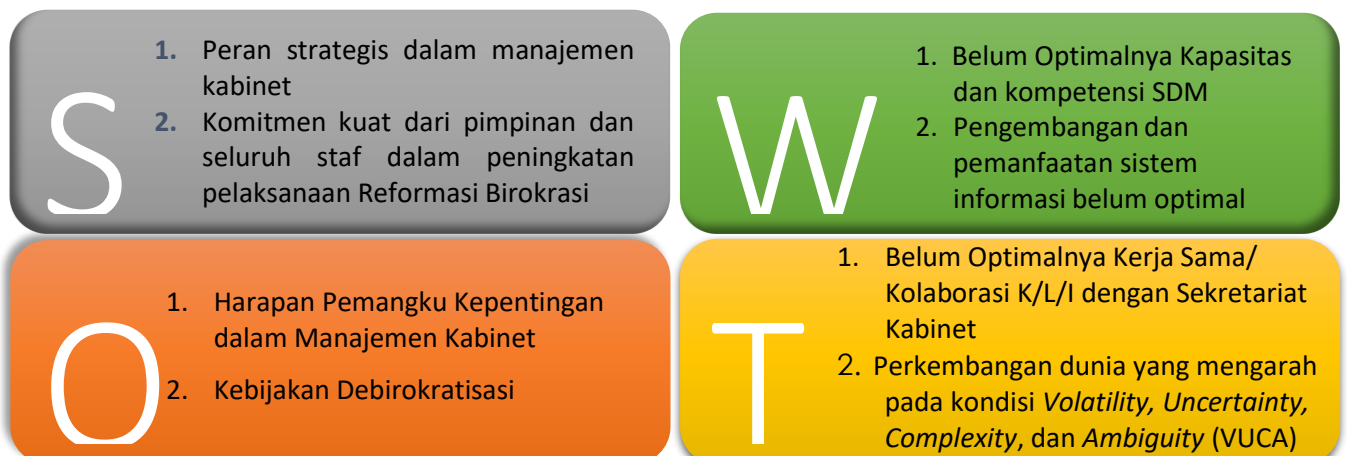 S
1. Peran strategis dalam manajemen
kabinet
2. Komitmen kuat dari pimpinan dan
seluruh staf dalam peningkatan
pelaksanaan Reformasi Birokrasi
W
1. Belum Optimalnya Kapasitas
dan kompetensi SDM
2. Pengembangan dan
pemanfaatan sistem
informasi belum optimal
O
1. Harapan Pemangku Kepentingan
dalam Manajemen Kabinet
2. Kebijakan Debirokratisasi
T
1. Belum Optimalnya Kerja Sama/
Kolaborasi K/L/I dengan Sekretariat
Kabinet
2. Perkembangan dunia yang mengarah
pada kondisi Volatility, Uncertainty,
Complexity, dan Ambiguity (VUCA)